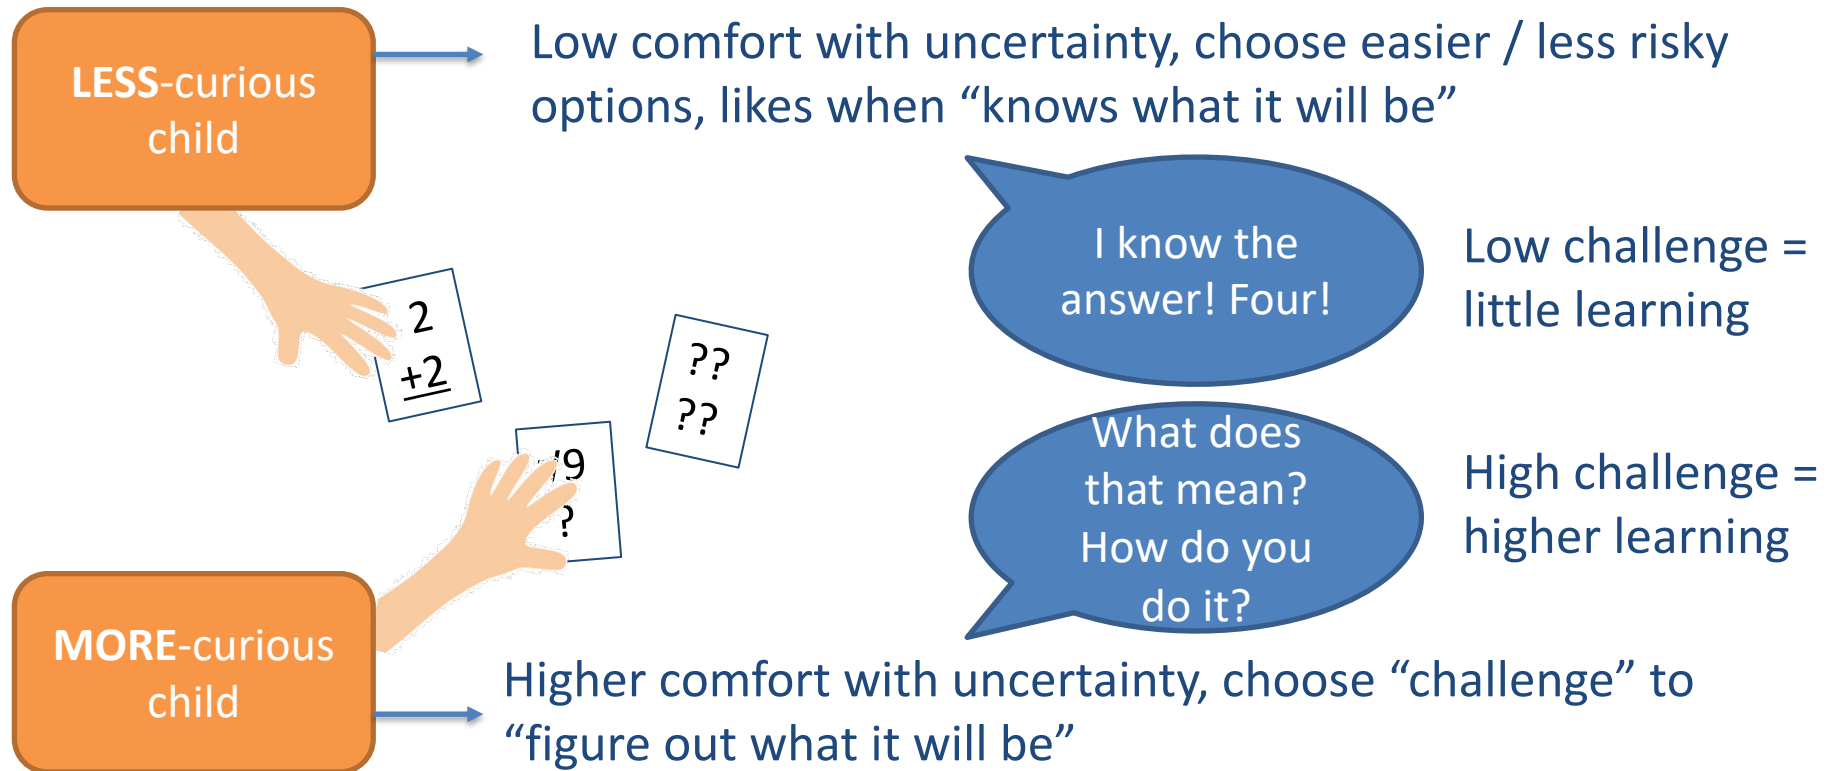 LESS-curious
child
Low comfort with uncertainty, choose easier / less risky
options, likes when “knows what it will be”
I know the
answer! Four!
Low challenge =
little learning
2
+2
??
??
√9
?
What does
that mean?
How do you
do it?
High challenge =
higher learning
MORE-curious
child
Higher comfort with uncertainty, choose “challenge” to
“figure out what it will be”